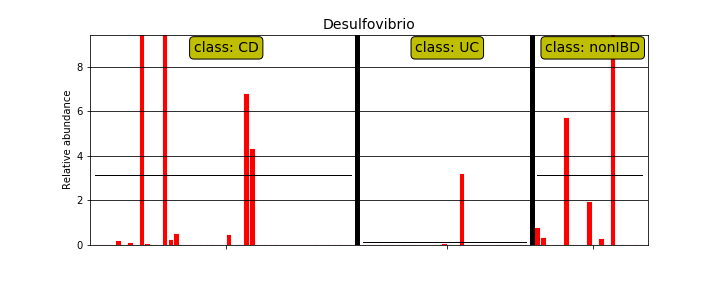 Desulfovibrio
class: CD
class: UC
class: nonIBD
Relative abundance
8
6
4
2
0